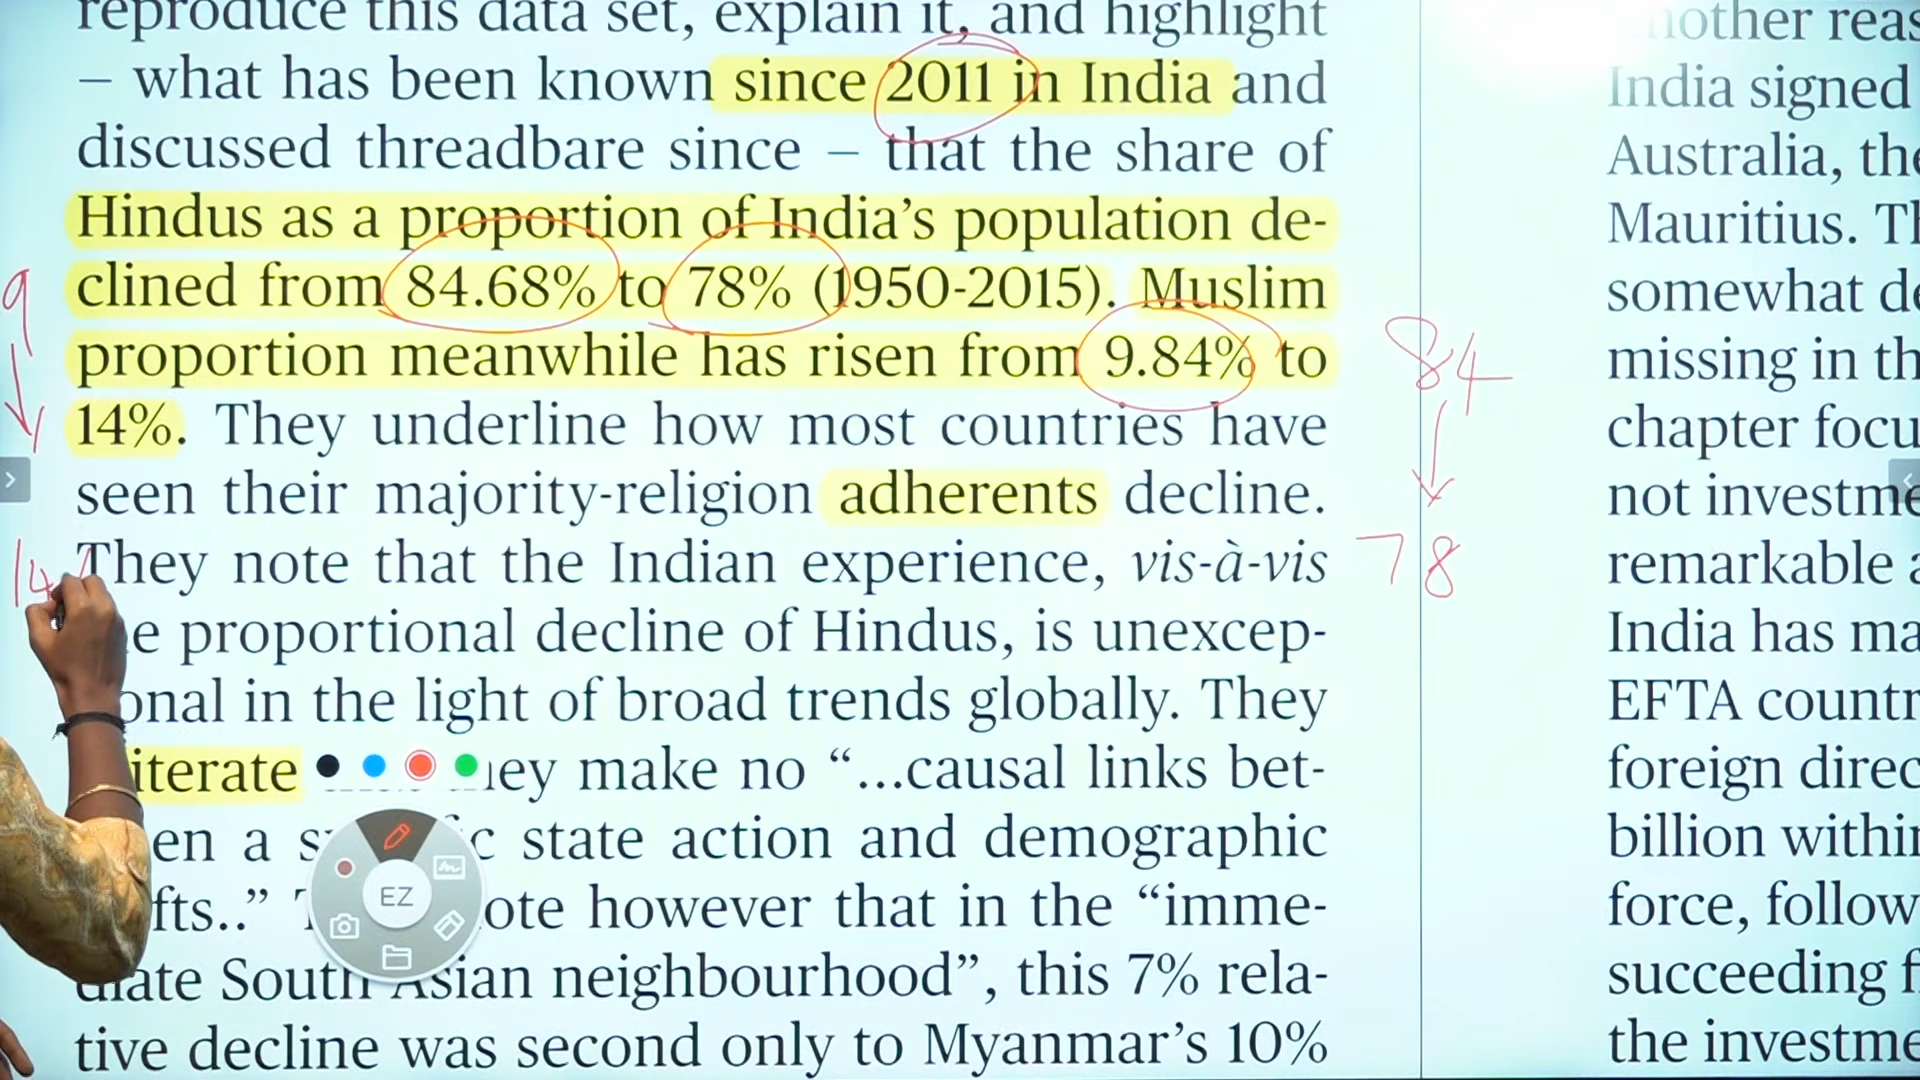 reproduce this data set, explain it, and highlight
– what has been known since 2011 in India and
discussed threadbare since – that the share of
Hindus as a proportion of India's population de-
clined from 84.68% to 78% (1950-2015). Muslim
proportion meanwhile has risen from 9.84% to
14%. They underline how most countries have
seen their majority-religion adherents decline.
They note that the Indian experience, vis-à-vis
e proportional decline of Hindus, is unexcep-
onal in the light of broad trends globally. They
iterate hey make no “...causal links bet-
en a s c state action and demographic
fts..” ote however that in the “imme-
diate South Asian neighbourhood”, this 7% rela-
tive decline was second only to Myanmar's 10%
9
14
84
78
EZ
nother reas
India signed
Australia, the
Mauritius. Th
somewhat de
missing in th
chapter focu
not investme
remarkable a
India has ma
EFTA countr
foreign direc
billion within
force, follow
succeeding f
the investme